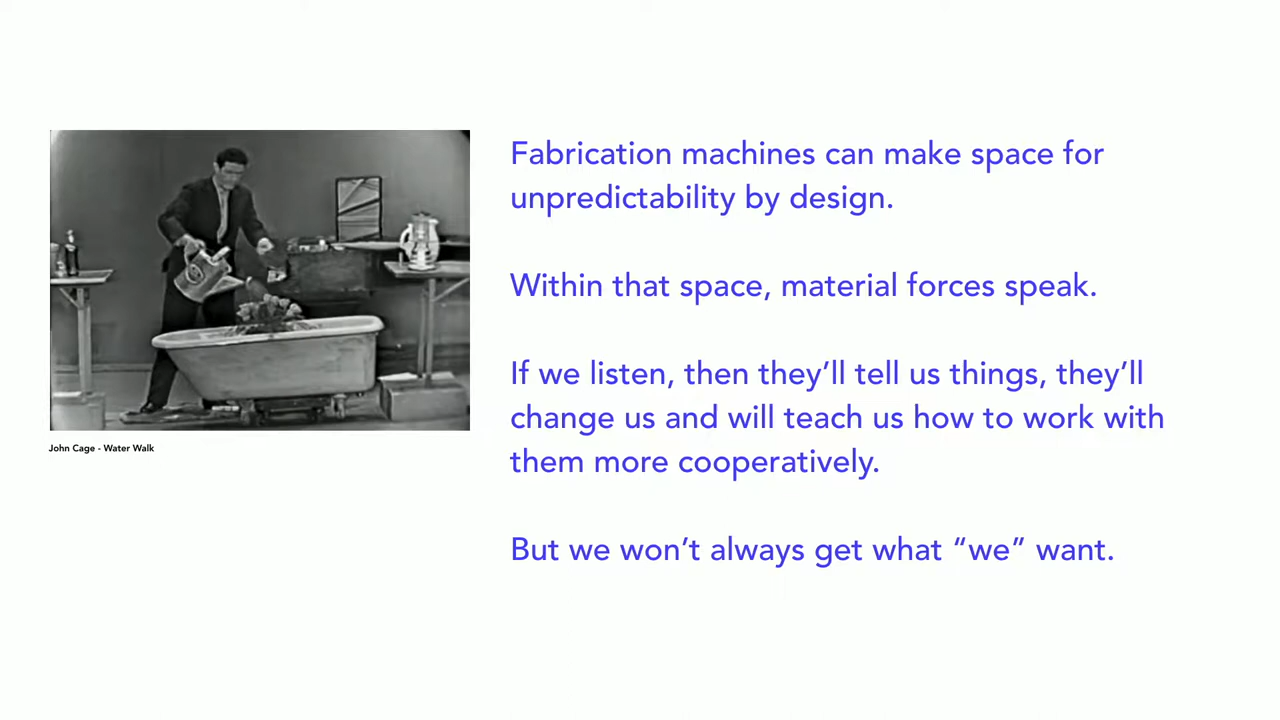 Fabrication machines can make space for
unpredictability by design.
Within that space, material forces speak.
If we listen, then they’ll tell us things, they’ll
change us and will teach us how to work with
them more cooperatively.
But we won’t always get what “we” want.
John Cage - Water Walk